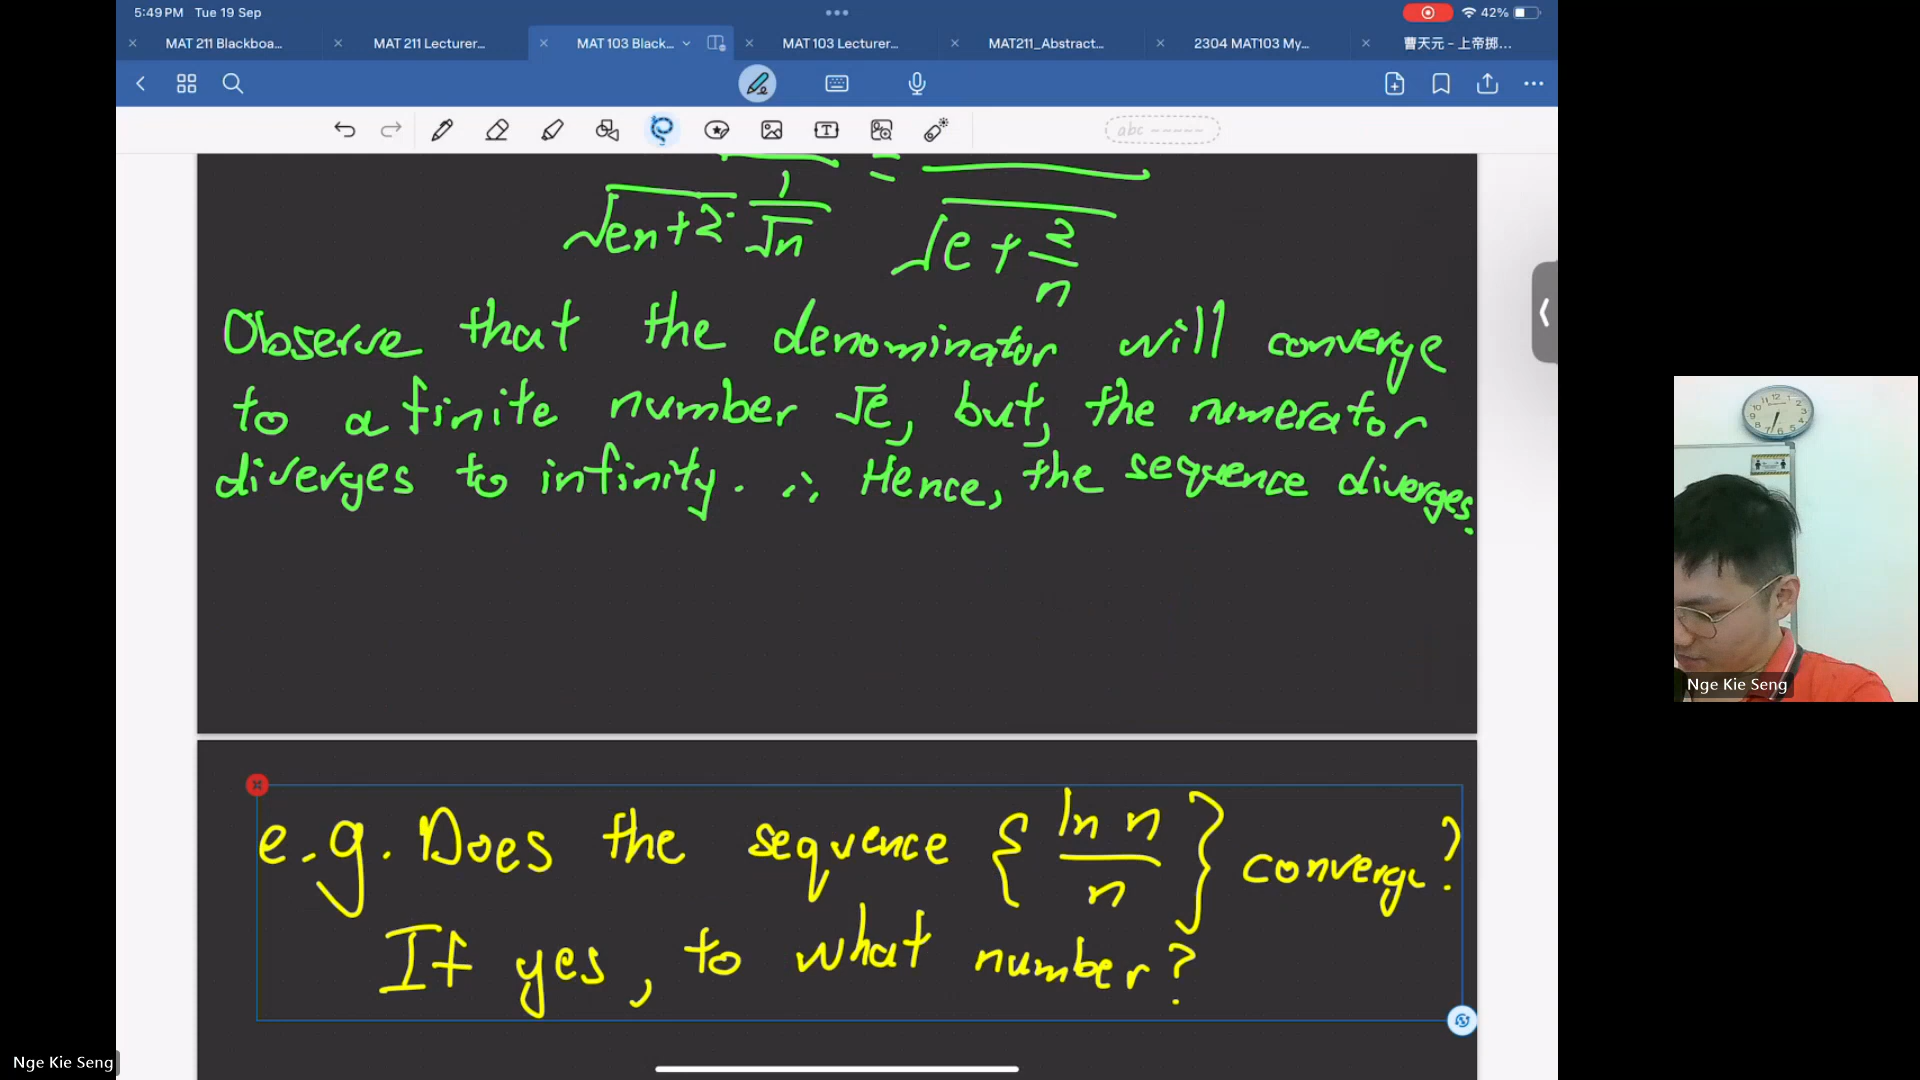 5:49 PM Tue 19 Sep
42%
MAT 211 Blackboa...
MAT 211 Lecturer...
MAT 103 Black...
MAT 103 Lecturer...
MAT211_Abstract...
2304 MAT103 My...
曹天元 - 上帝掷...
abc -----
√en+2 · 1/√n = √e + 2/n
Observe that the denominator will converge
to a finite number √e, but, the numerator
diverges to infinity. ∴ Hence, the sequence diverges.
e.g. Does the sequence { ln n / n } converge?
If yes, to what number?
12
Nge Kie Seng
Nge Kie Seng